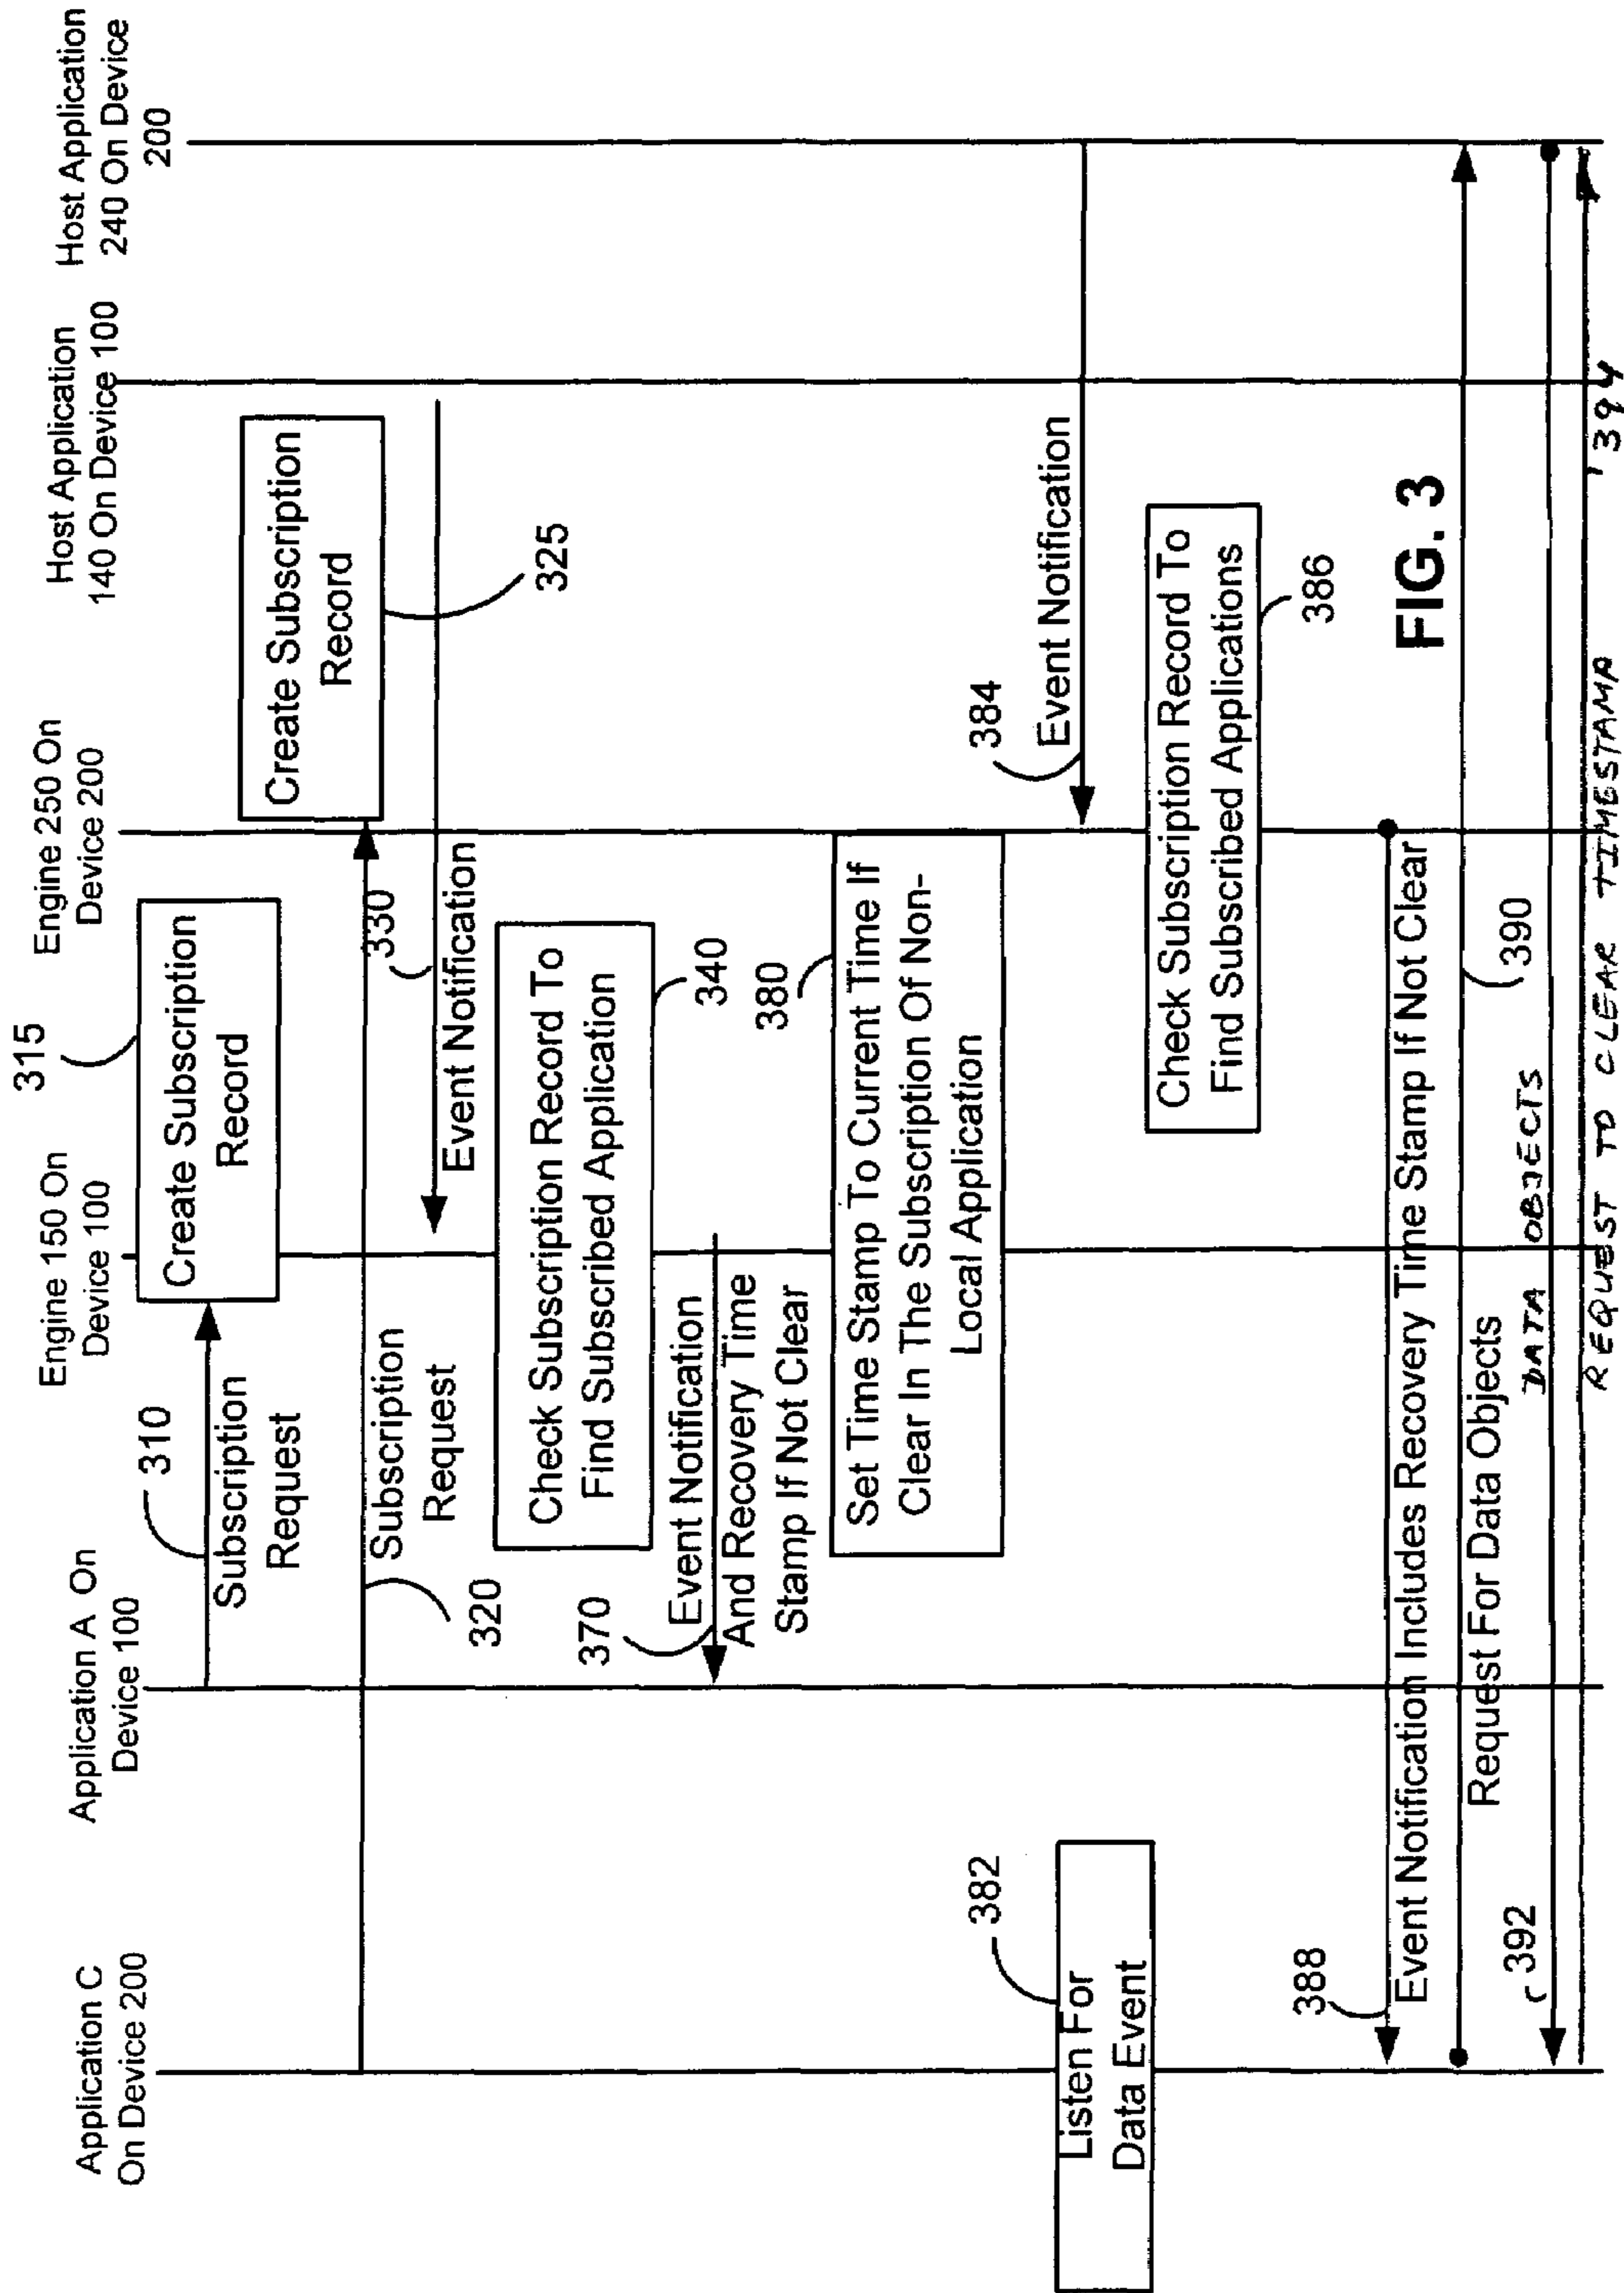 Application C
On Device 200
Application A On
Device 100
Engine 150 On
Device 100
Engine 250 On
Device 200
Host Application
140 On Device 100
Host Application
240 On Device
200
310
Subscription
Request
315
Create Subscription
Record
320
Subscription
Request
Create Subscription
Record
325
330
Event Notification
Check Subscription Record To
Find Subscribed Application
340
370
Event Notification
And Recovery Time
Stamp If Not Clear
380
Set Time Stamp To Current Time If
Clear In The Subscription Of Non-
Local Application
382
Listen For
Data Event
384
Event Notification
Check Subscription Record To
Find Subscribed Applications
386
388
Event Notification Includes Recovery Time Stamp If Not Clear
Request For Data Objects
390
392
DATA OBJECTS
REQUEST TO CLEAR TIMESTAMP
394
FIG. 3